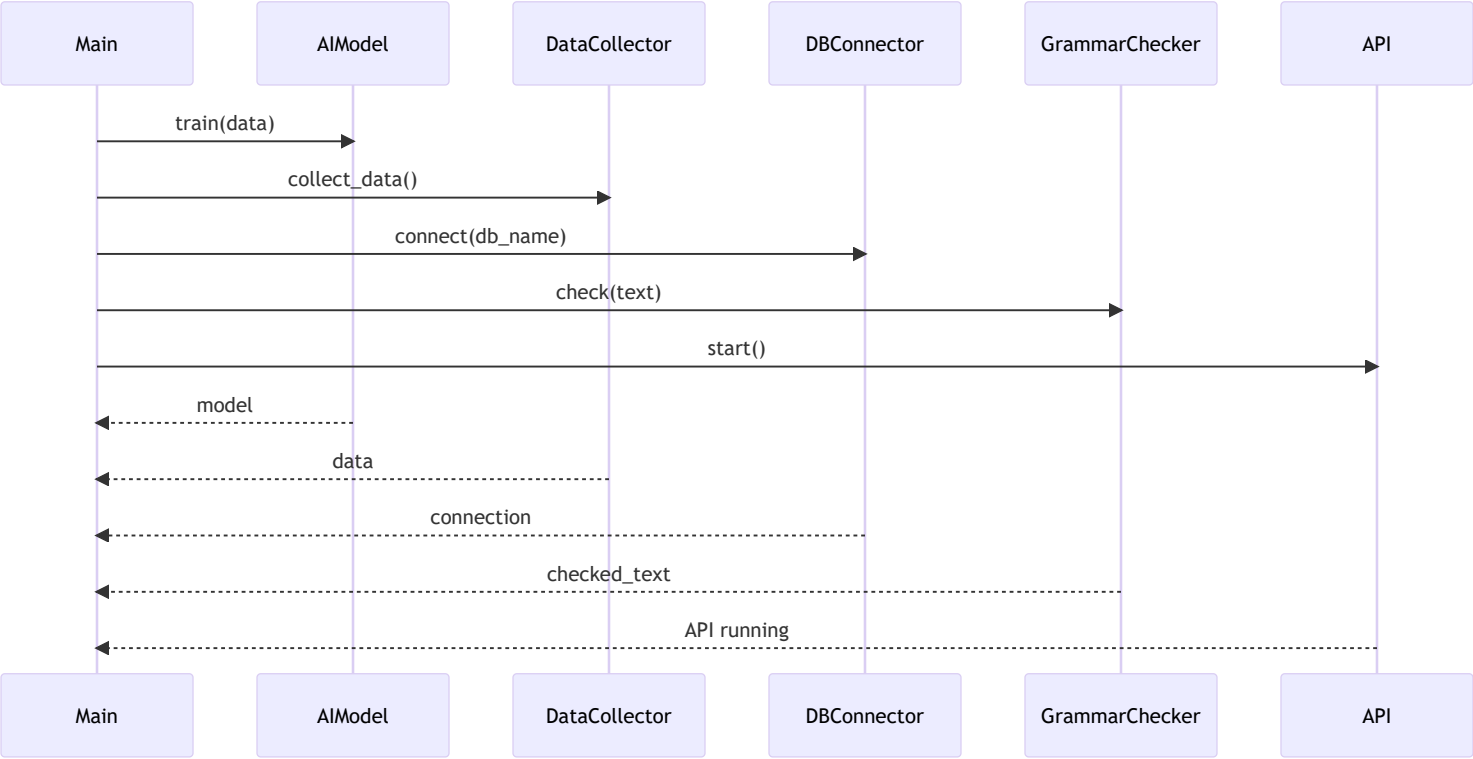 Main AIModel DataCollector DBConnector GrammarChecker API
train(data)
collect_data()
connect(db_name)
check(text)
start()
model
data
connection
checked_text
API running
Main AIModel DataCollector DBConnector GrammarChecker API